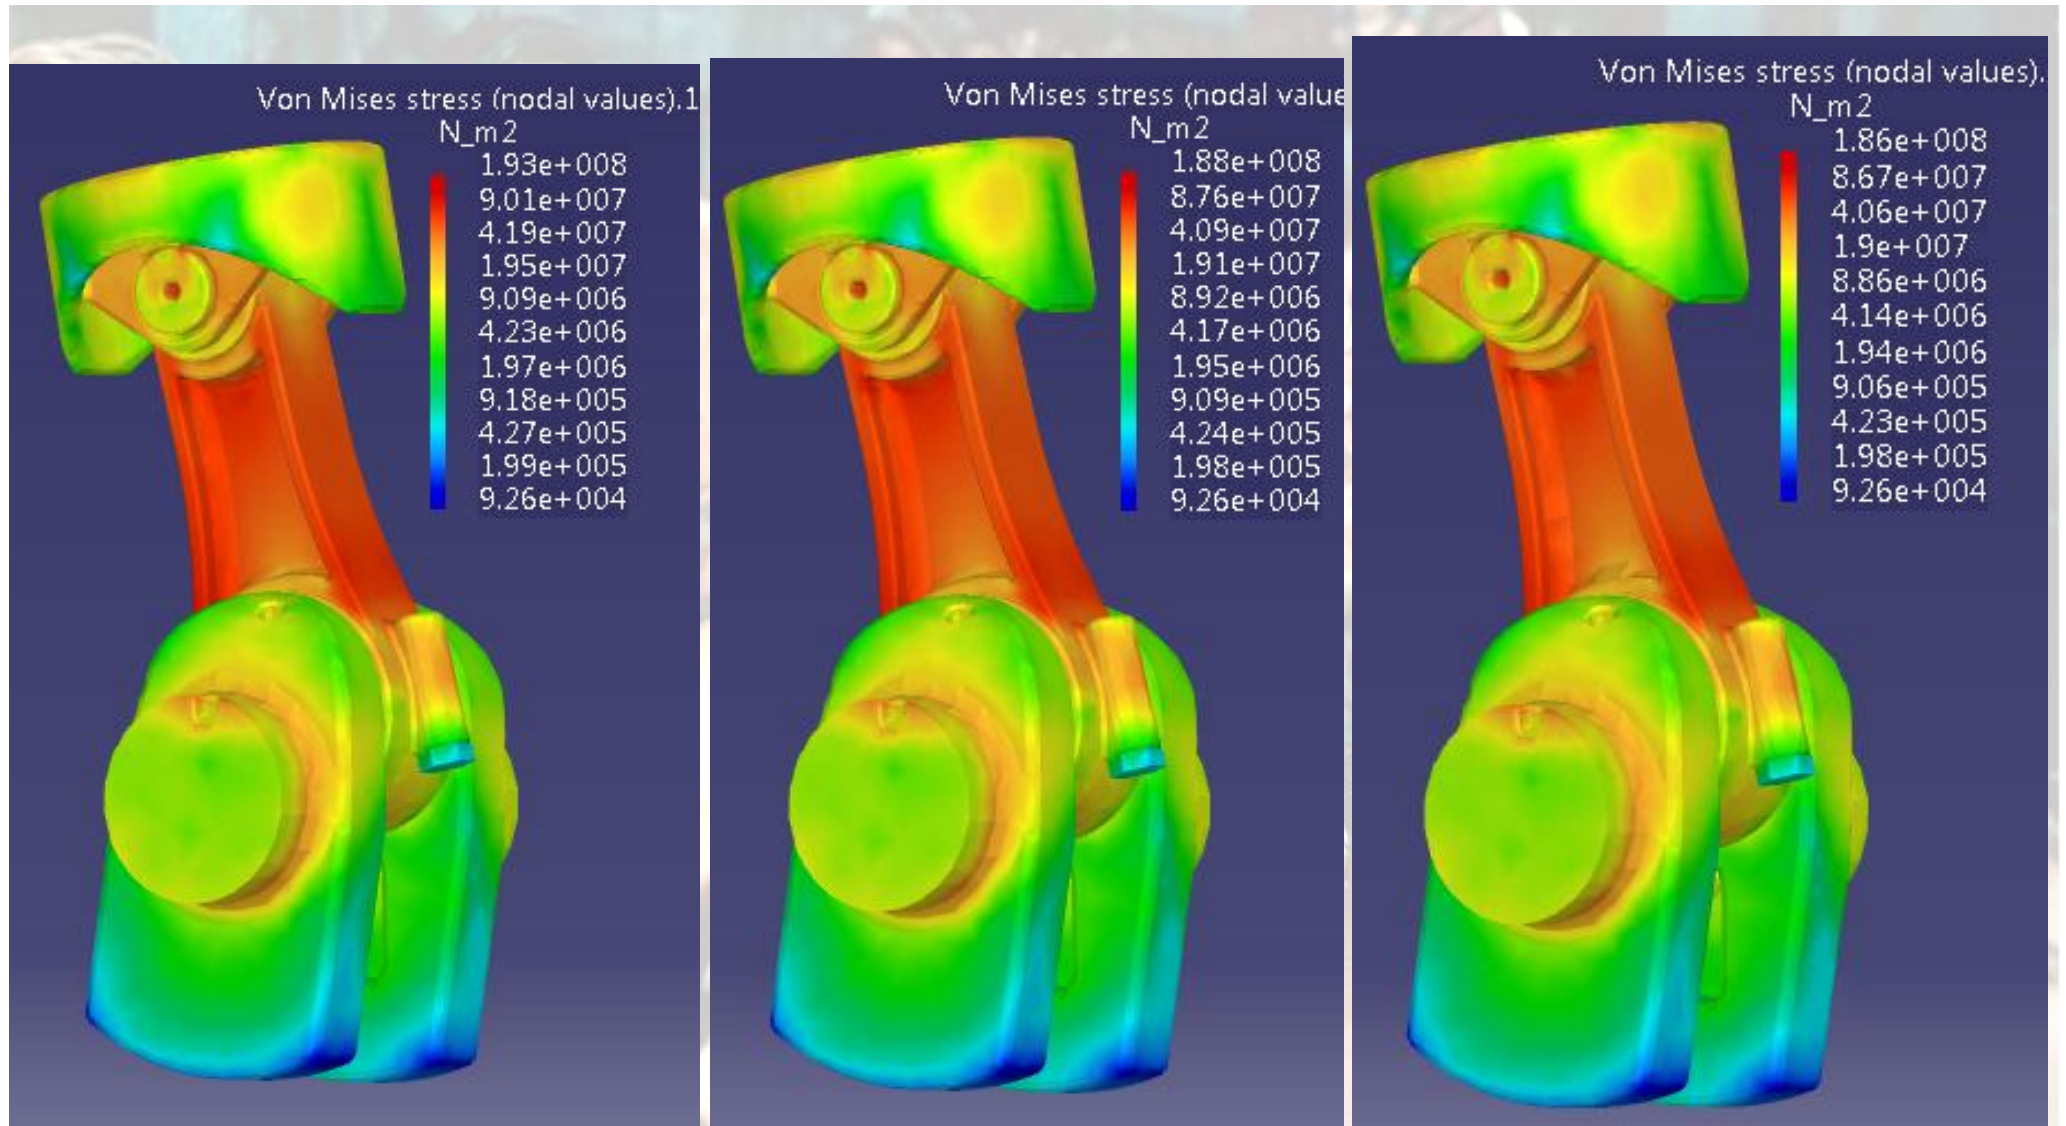 Von Mises stress (nodal values).1
N_m2
1.93e+008
9.01e+007
4.19e+007
1.95e+007
9.09e+006
4.23e+006
1.97e+006
9.18e+005
4.27e+005
1.99e+005
9.26e+004
Von Mises stress (nodal value
N_m2
1.88e+008
8.76e+007
4.09e+007
1.91e+007
8.92e+006
4.17e+006
1.95e+006
9.09e+005
4.24e+005
1.98e+005
9.26e+004
Von Mises stress (nodal values).
N_m2
1.86e+008
8.67e+007
4.06e+007
1.9e+007
8.86e+006
4.14e+006
1.94e+006
9.06e+005
4.23e+005
1.98e+005
9.26e+004